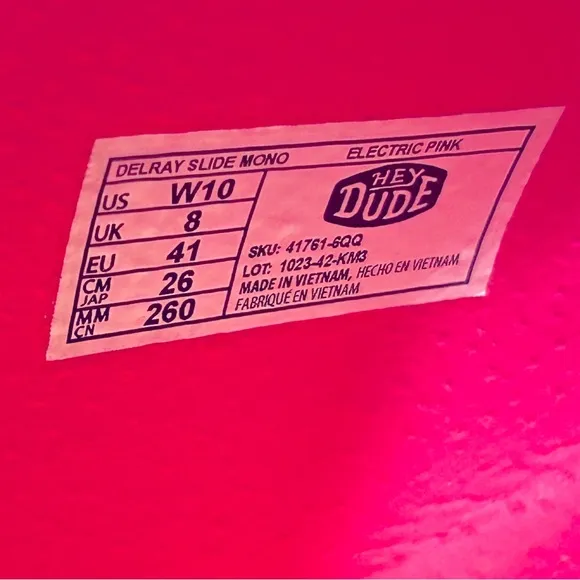 DELRAY SLIDE MONO ELECTRIC PINK
US W10
UK 8
EU 41
CM JAP 26
MM CN 260
HEY
DUDE
SKU: 41761-6QQ
LOT: 1023-42-KM3
MADE IN VIETNAM, HECHO EN VIETNAM
FABRIQUÉ EN VIETNAM